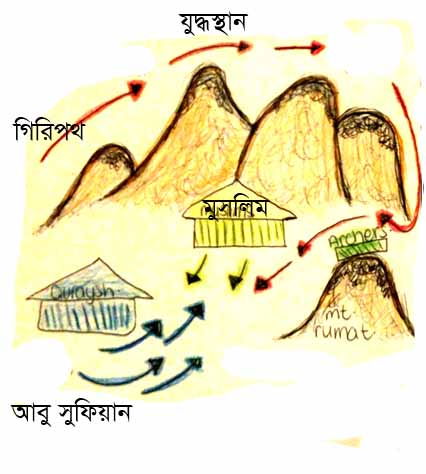 যুদ্ধস্থান
গিরিপথ
মুসলিম
Archers
Quraysh
mt.
rumat.
আবু সুফিয়ান